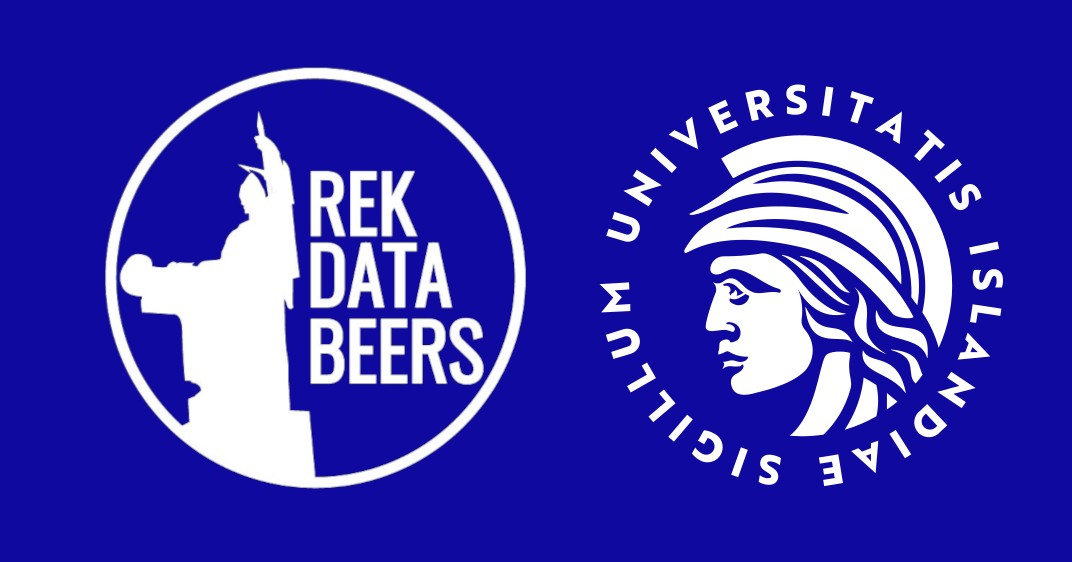 REK
DATA
BEERS
UNIVERSITATIS ISLANDIAE SIGILLUM